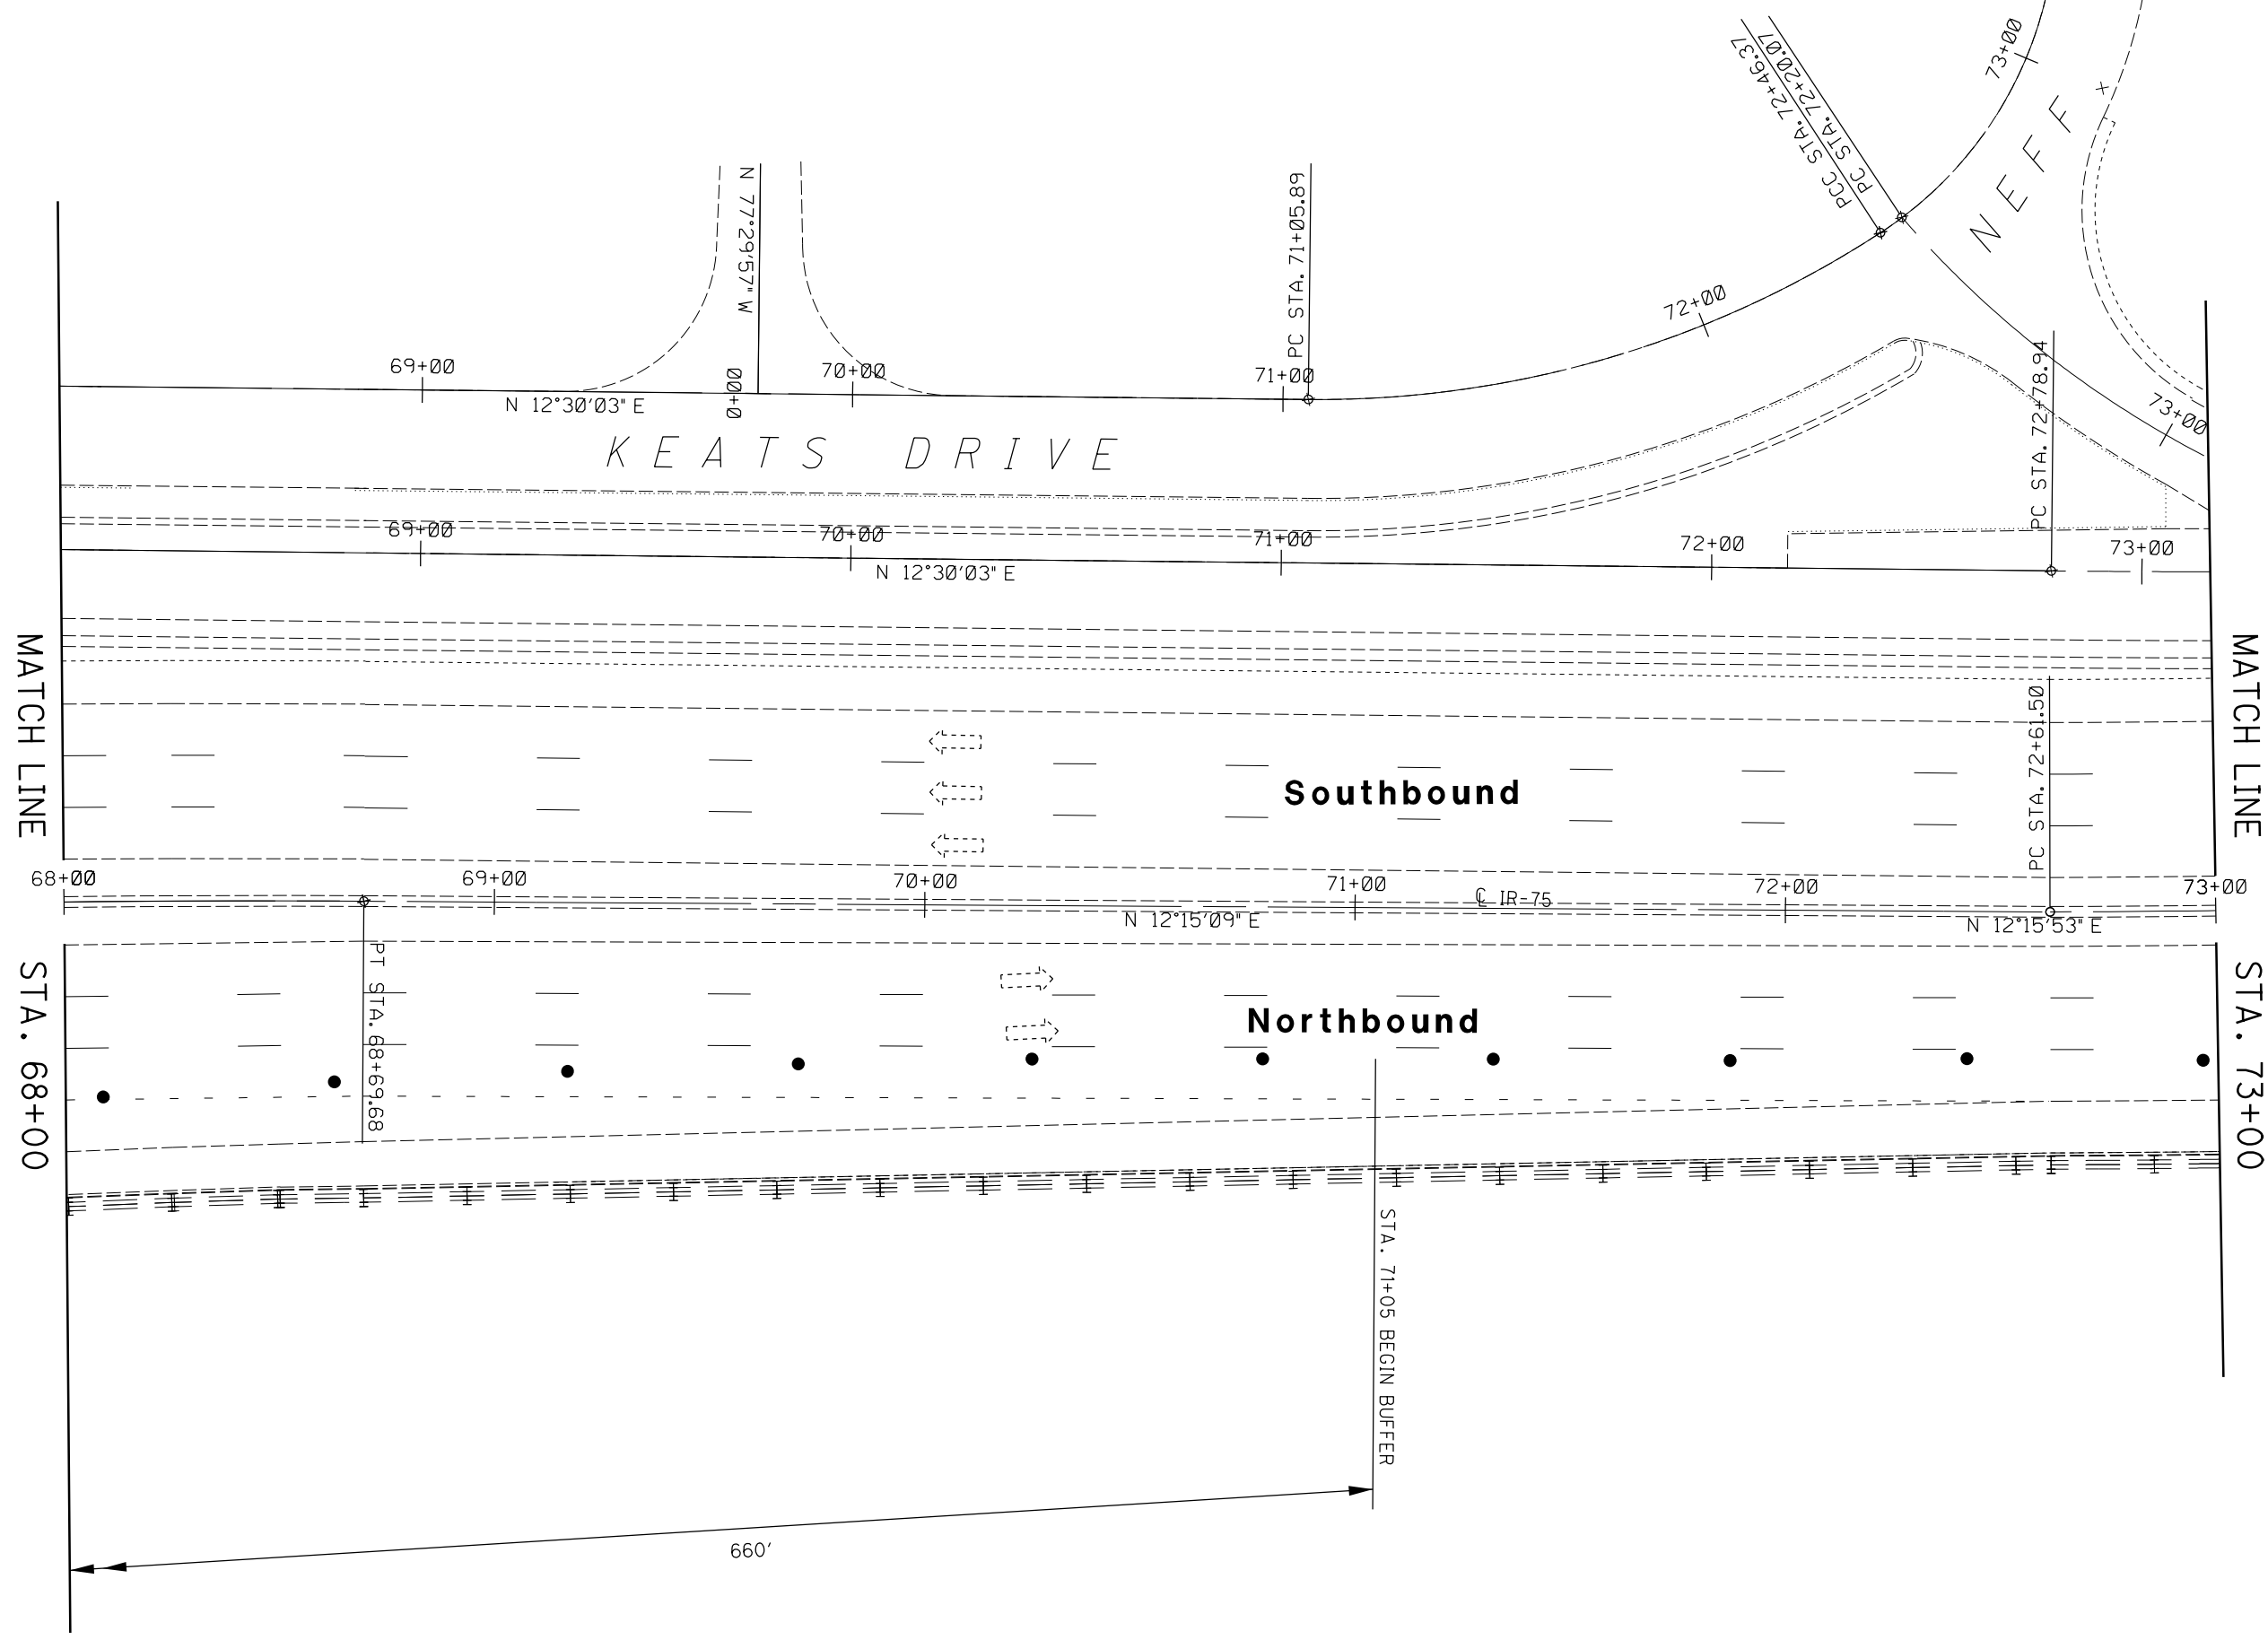 PCC STA. 72+46.37
PC STA. 72+20.07
73+00
NEFF
N 77°29'57" W
PC STA. 71+05.89
72+00
69+00
0+00
70+00
71+00
N 12°30'03" E
PC STA. 72+78.94
73+00
KEATS DRIVE
69+00
70+00
71+00
72+00
73+00
N 12°30'03" E
MATCH LINE
MATCH LINE
PC STA. 72+61.50
Southbound
68+00
69+00
70+00
71+00
℄ IR-75
72+00
73+00
N 12°15'09" E
N 12°15'53" E
PT STA. 68+69.68
STA. 68+00
STA. 73+00
Northbound
STA. 71+05 BEGIN BUFFER
660'